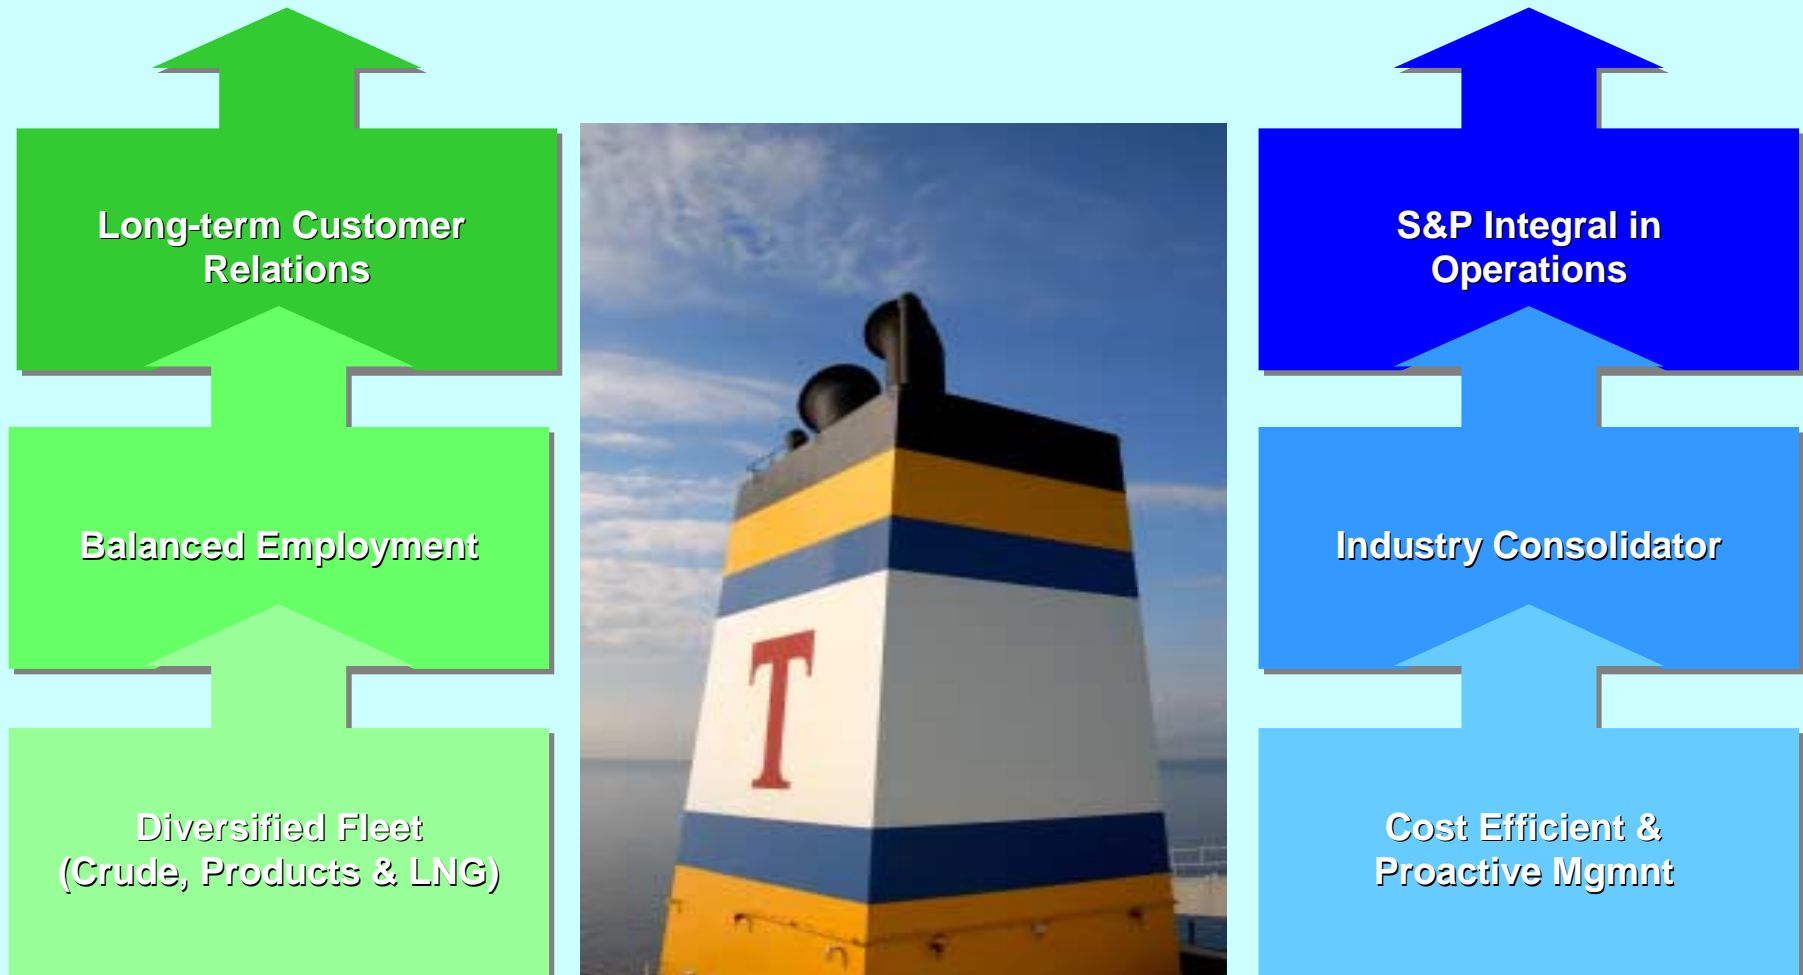 Long-term Customer
Relations
Balanced Employment
Diversified Fleet
(Crude, Products & LNG)
T
S&P Integral in
Operations
Industry Consolidator
Cost Efficient &
Proactive Mgmnt